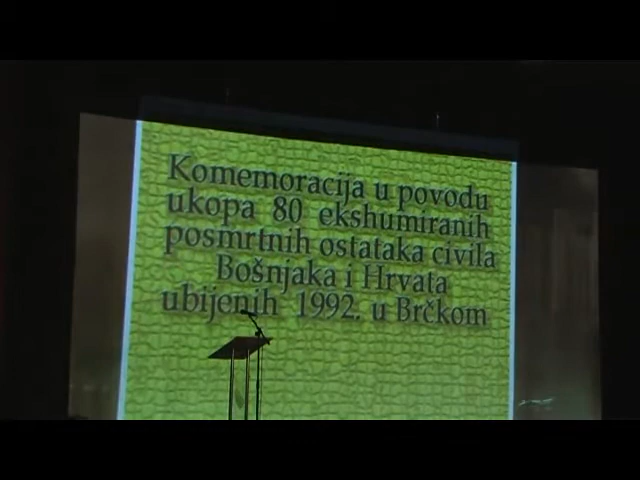 Komemoracija u povodu
ukopa 80 ekshumiranih
posmrtnih ostataka civila
Bošnjaka i Hrvata
ubijenih 1992. u Brčkom